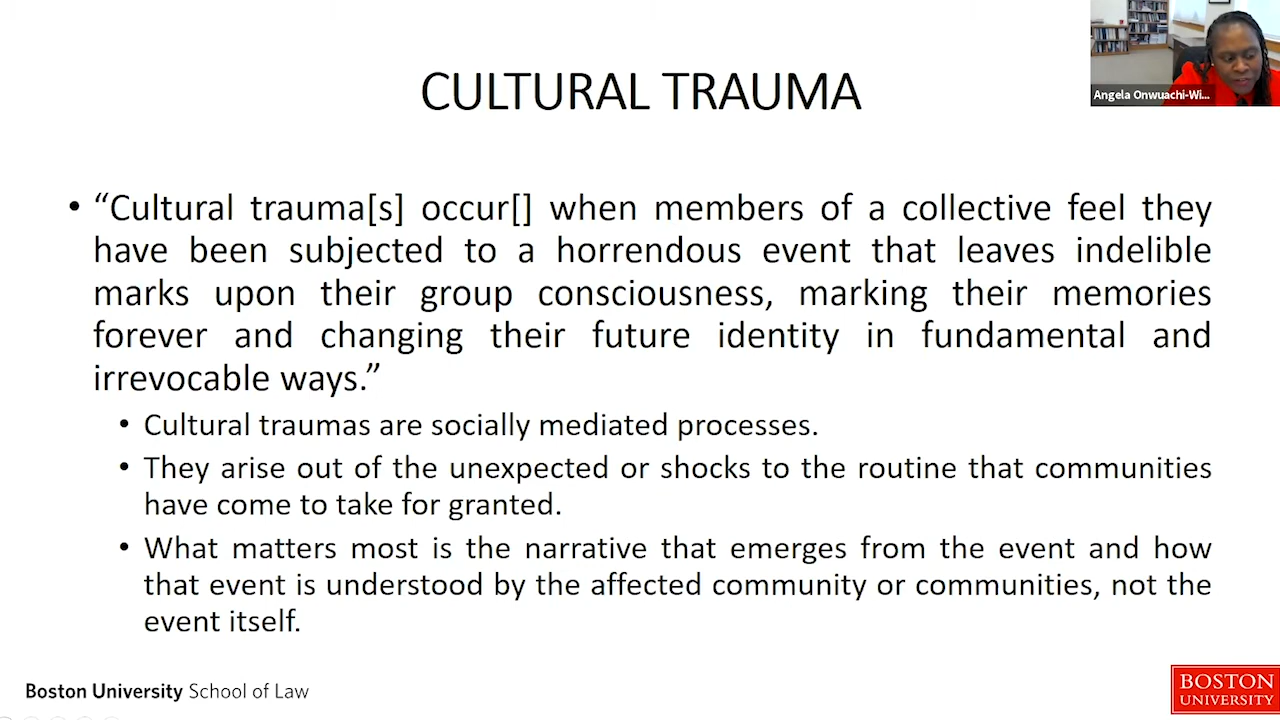 Angela Onwuachi-Wi...
CULTURAL TRAUMA
• “Cultural trauma[s] occur[] when members of a collective feel they
have been subjected to a horrendous event that leaves indelible
marks upon their group consciousness, marking their memories
forever and changing their future identity in fundamental and
irrevocable ways.”
• Cultural traumas are socially mediated processes.
• They arise out of the unexpected or shocks to the routine that communities
have come to take for granted.
• What matters most is the narrative that emerges from the event and how
that event is understood by the affected community or communities, not the
event itself.
Boston University School of Law
BOSTON
UNIVERSITY